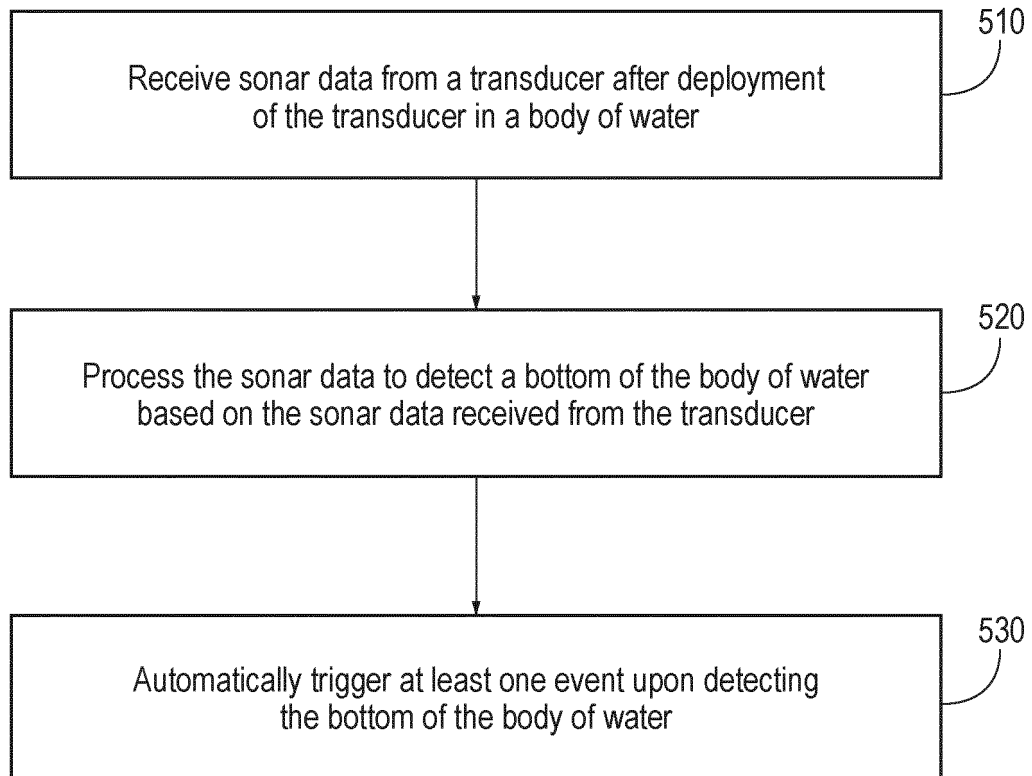 510
Receive sonar data from a transducer after deployment
of the transducer in a body of water
520
Process the sonar data to detect a bottom of the body of water
based on the sonar data received from the transducer
530
Automatically trigger at least one event upon detecting
the bottom of the body of water